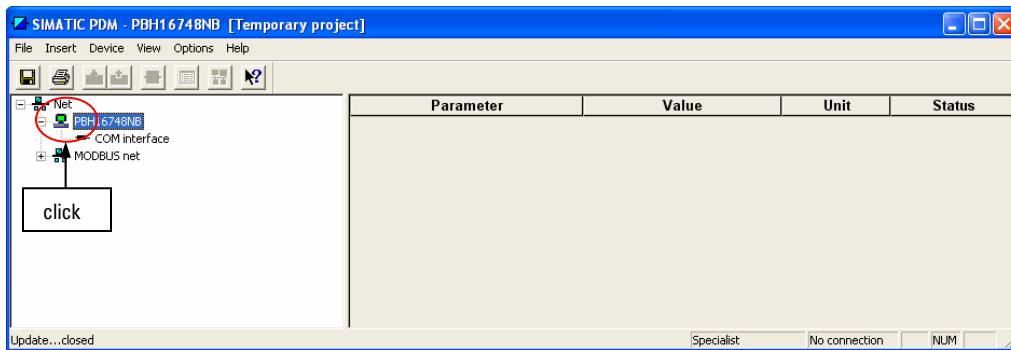 SIMATIC PDM - PBH16748NB [Temporary project]
File Insert Device View Options Help
Net
Parameter Value Unit Status
PBH16748NB
COM interface
MODBUS net
click
Update...closed Specialist No connection NUM